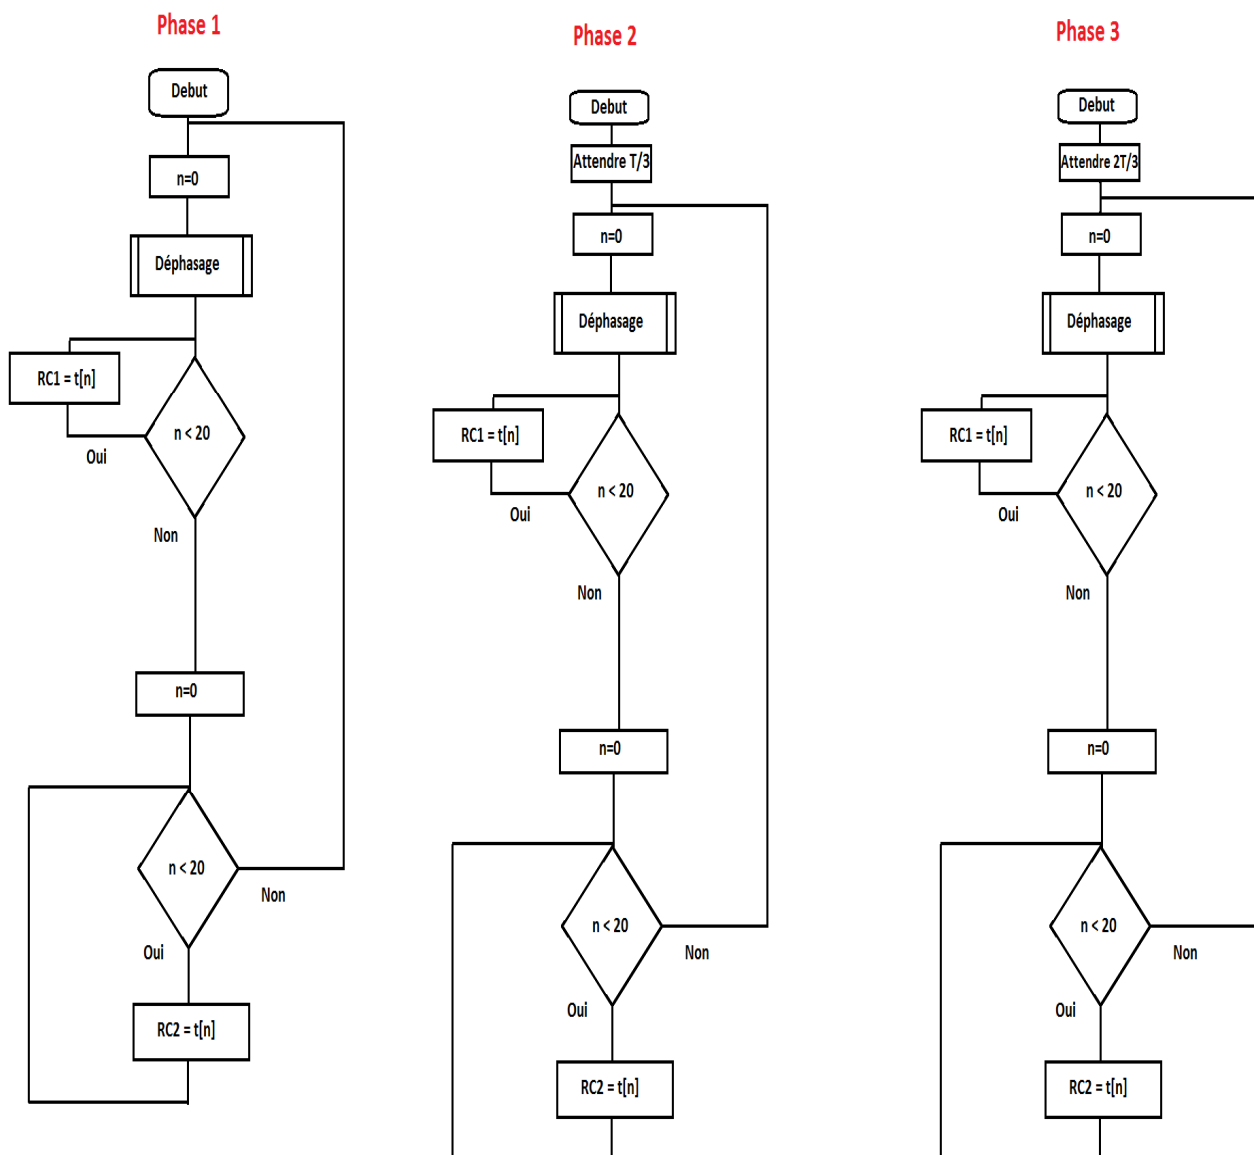 Phase 1
Debut
n=0
Déphasage
RC1 = t[n]
n < 20
Oui
Non
n=0
n < 20
Non
Oui
RC2 = t[n]
Phase 2
Debut
Attendre T/3
n=0
Déphasage
RC1 = t[n]
n < 20
Oui
Non
n=0
n < 20
Non
Oui
RC2 = t[n]
Phase 3
Debut
Attendre 2T/3
n=0
Déphasage
RC1 = t[n]
n < 20
Oui
Non
n=0
n < 20
Non
Oui
RC2 = t[n]